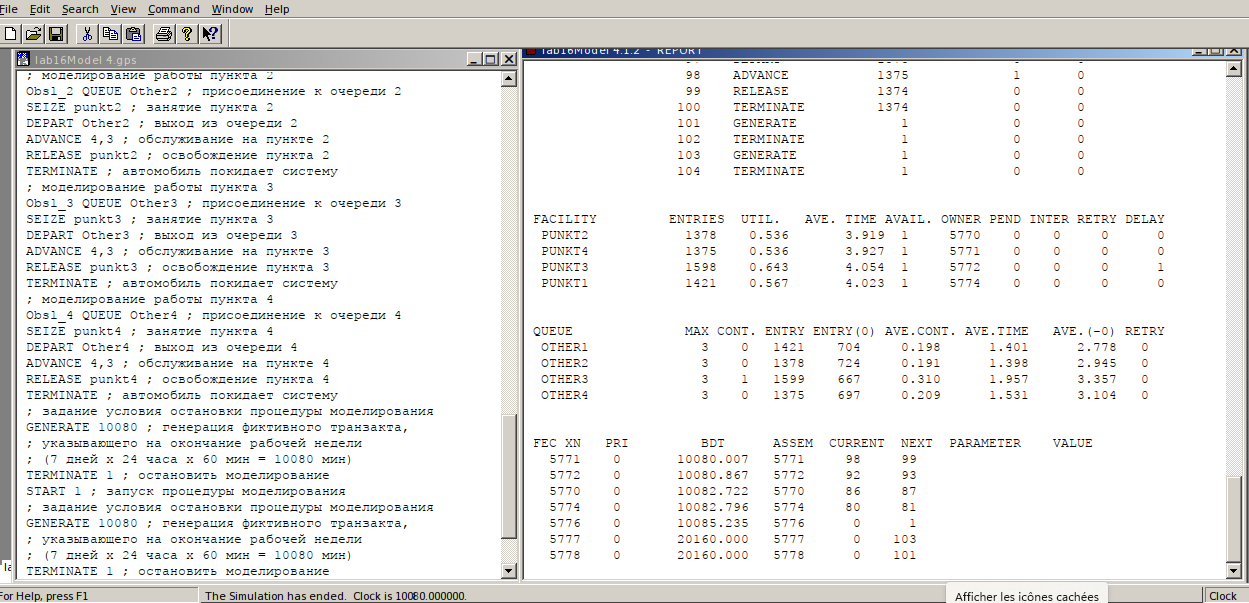 File Edit Search View Command Window Help
lab16Model 4.gps
; моделирование работы пункта 2
Obsl_2 QUEUE Other2 ; присоединение к очереди 2
SEIZE punkt2 ; занятие пункта 2
DEPART Other2 ; выход из очереди 2
ADVANCE 4,3 ; обслуживание на пункте 2
RELEASE punkt2 ; освобождение пункта 2
TERMINATE ; автомобиль покидает систему
; моделирование работы пункта 3
Obsl_3 QUEUE Other3 ; присоединение к очереди 3
SEIZE punkt3 ; занятие пункта 3
DEPART Other3 ; выход из очереди 3
ADVANCE 4,3 ; обслуживание на пункте 3
RELEASE punkt3 ; освобождение пункта 3
TERMINATE ; автомобиль покидает систему
; моделирование работы пункта 4
Obsl_4 QUEUE Other4 ; присоединение к очереди 4
SEIZE punkt4 ; занятие пункта 4
DEPART Other4 ; выход из очереди 4
ADVANCE 4,3 ; обслуживание на пункте 4
RELEASE punkt4 ; освобождение пункта 4
TERMINATE ; автомобиль покидает систему
; задание условия остановки процедуры моделирования
GENERATE 10080 ; генерация фиктивного транзакта,
; указывающего на окончание рабочей недели
; (7 дней x 24 часа x 60 мин = 10080 мин)
TERMINATE 1 ; остановить моделирование
START 1 ; запуск процедуры моделирования
; задание условия остановки процедуры моделирования
GENERATE 10080 ; генерация фиктивного транзакта,
; указывающего на окончание рабочей недели
; (7 дней x 24 часа x 60 мин = 10080 мин)
TERMINATE 1 ; остановить моделирование
lab16Model 4.1.2 - REPORT
98 ADVANCE 1375 1 0
99 RELEASE 1374 0 0
100 TERMINATE 1374 0 0
101 GENERATE 1 0 0
102 TERMINATE 1 0 0
103 GENERATE 1 0 0
104 TERMINATE 1 0 0
FACILITY ENTRIES UTIL. AVE. TIME AVAIL. OWNER PEND INTER RETRY DELAY
PUNKT2 1378 0.536 3.919 1 5770 0 0 0 0
PUNKT4 1375 0.536 3.927 1 5771 0 0 0 0
PUNKT3 1598 0.643 4.054 1 5772 0 0 0 1
PUNKT1 1421 0.567 4.023 1 5774 0 0 0 0
QUEUE MAX CONT. ENTRY ENTRY(0) AVE.CONT. AVE.TIME AVE.(-0) RETRY
OTHER1 3 0 1421 704 0.198 1.401 2.778 0
OTHER2 3 0 1378 724 0.191 1.398 2.945 0
OTHER3 3 1 1599 667 0.310 1.957 3.357 0
OTHER4 3 0 1375 697 0.209 1.531 3.104 0
FEC XN PRI BDT ASSEM CURRENT NEXT PARAMETER VALUE
5771 0 10080.007 5771 98 99
5772 0 10080.867 5772 92 93
5770 0 10082.722 5770 86 87
5774 0 10082.796 5774 80 81
5776 0 10085.235 5776 0 1
5777 0 20160.000 5777 0 103
5778 0 20160.000 5778 0 101
For Help, press F1
The Simulation has ended. Clock is 10080.000000.
Afficher les icônes cachées
Clock